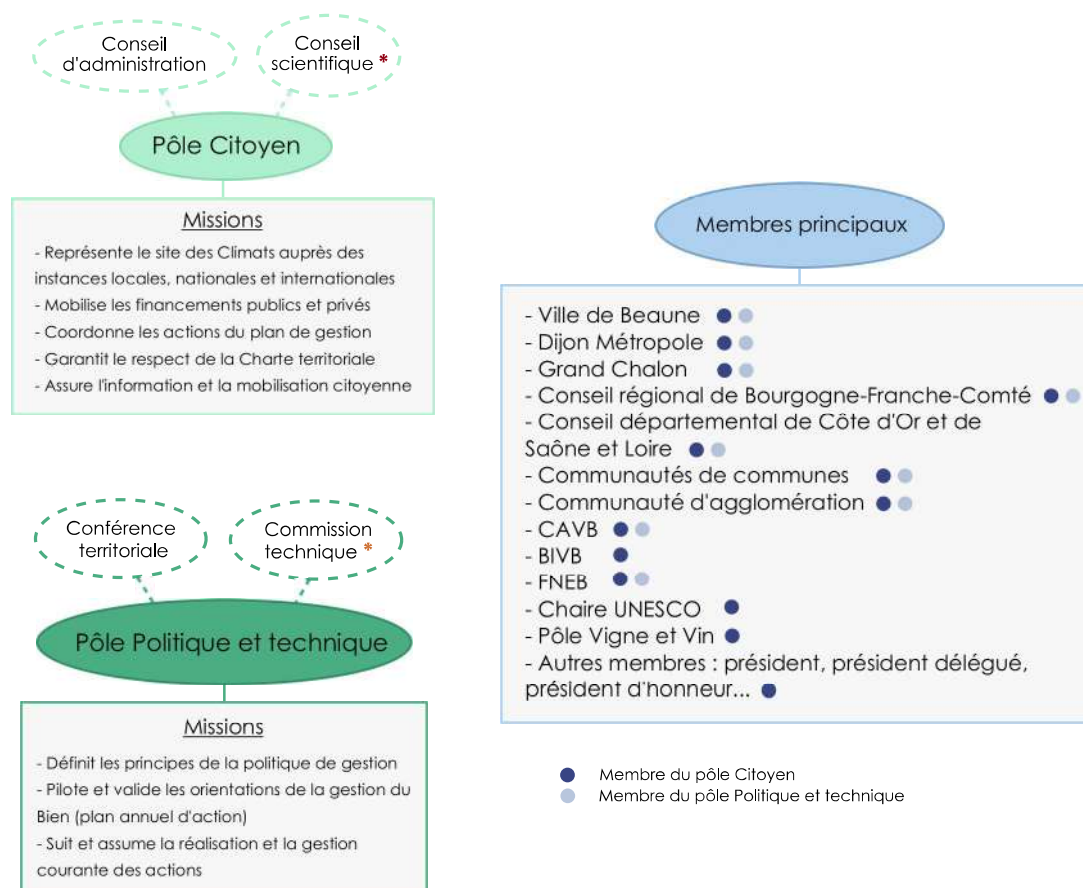 Conseil
d'administration
Conseil
scientifique *
Pôle Citoyen
Missions
- Représente le site des Climats auprès des
instances locales, nationales et internationales
- Mobilise les financements publics et privés
- Coordonne les actions du plan de gestion
- Garantit le respect de la Charte territoriale
- Assure l'information et la mobilisation citoyenne
Conférence
territoriale
Commission
technique *
Pôle Politique et technique
Missions
- Définit les principes de la politique de gestion
- Pilote et valide les orientations de la gestion du
Bien (plan annuel d'action)
- Suit et assume la réalisation et la gestion
courante des actions
Membres principaux
- Ville de Beaune
- Dijon Métropole
- Grand Chalon
- Conseil régional de Bourgogne-Franche-Comté
- Conseil départemental de Côte d'Or et de
Saône et Loire
- Communautés de communes
- Communauté d'agglomération
- CAVB
- BIVB
- FNEB
- Chaire UNESCO
- Pôle Vigne et Vin
- Autres membres : président, président délégué,
président d'honneur...
Membre du pôle Citoyen
Membre du pôle Politique et technique